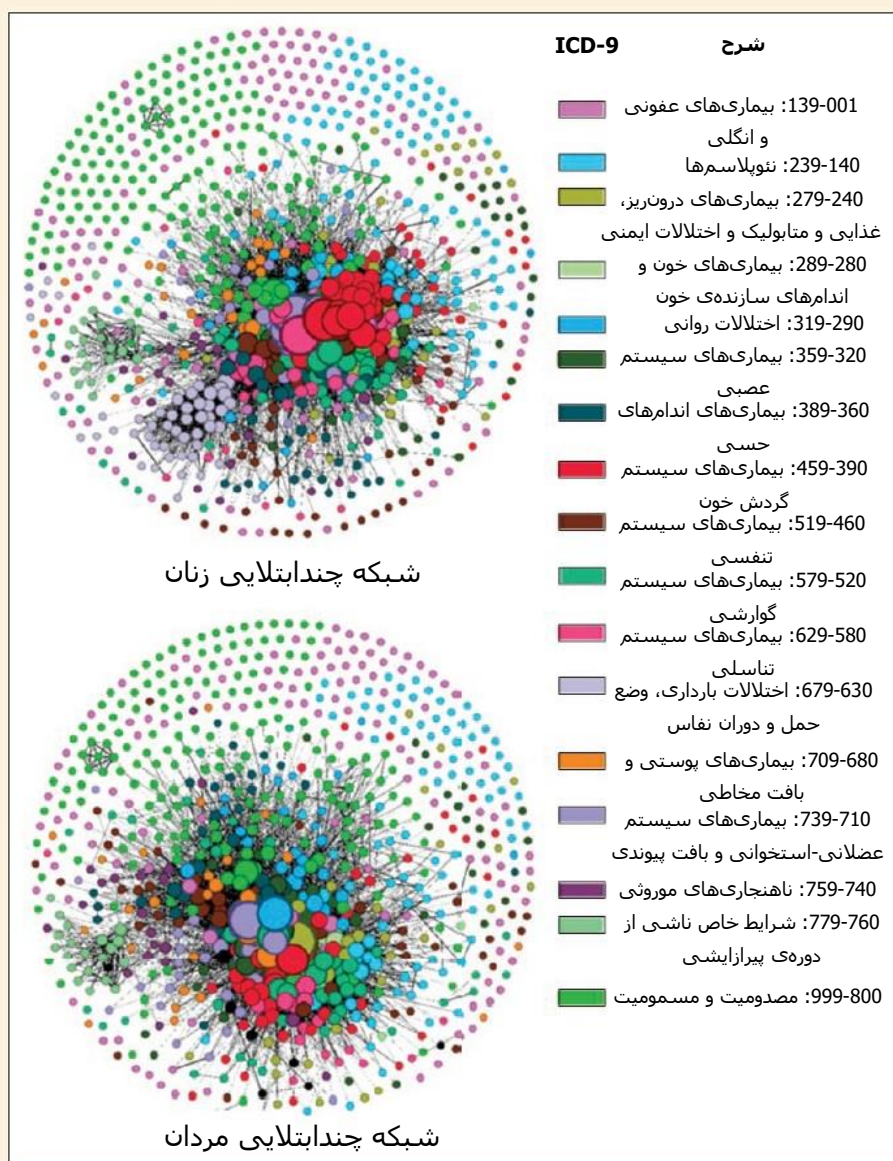 شرح ICD-9
139-001: بیماری‌های عفونی
و انگلی
239-140: نئوپلاسم‌ها
279-240: بیماری‌های درون‌ریز،
غذایی و متابولیک و اختلالات ایمنی
289-280: بیماری‌های خون و
اندام‌های سازنده‌ی خون
319-290: اختلالات روانی
359-320: بیماری‌های سیستم
عصبی
389-360: بیماری‌های اندام‌های
حسی
459-390: بیماری‌های سیستم
گردش خون
519-460: بیماری‌های سیستم
تنفسی
579-520: بیماری‌های سیستم
گوارشی
629-580: بیماری‌های سیستم
تناسلی
679-630: اختلالات بارداری، وضع
حمل و دوران نفاس
709-680: بیماری‌های پوستی و
بافت مخاطی
739-710: بیماری‌های سیستم
عضلانی-استخوانی و بافت پیوندی
759-740: ناهنجاری‌های موروثی
779-760: شرایط خاص ناشی از
دوره‌ی پیرازایشی
999-800: مصدومیت و مسمومیت
شبکه چندابتلایی زنان
شبکه چندابتلایی مردان